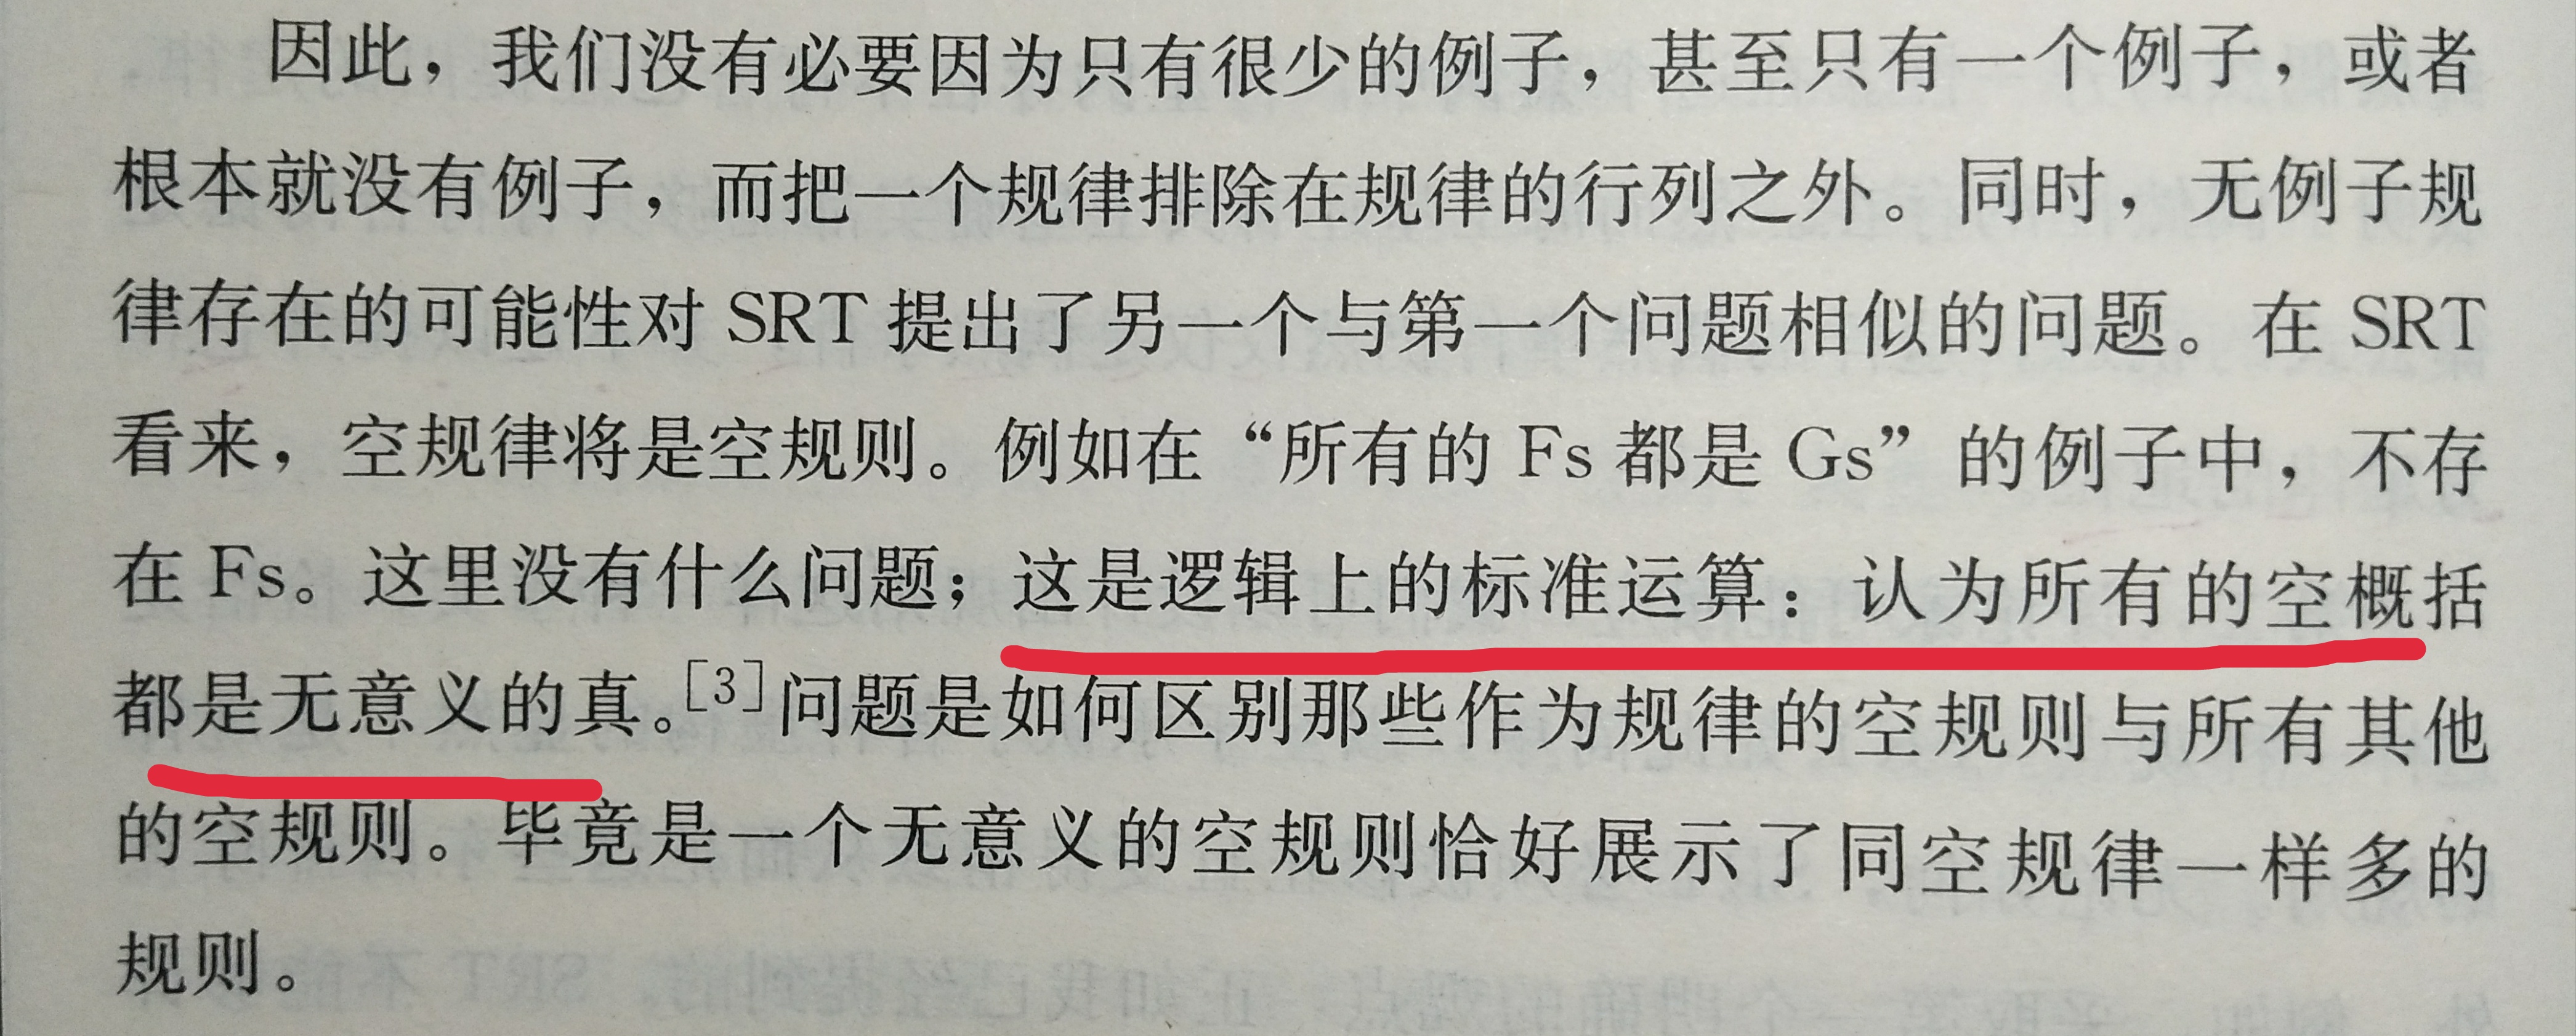 因此，我们没有必要因为只有很少的例子，甚至只有一个例子，或者
根本就没有例子，而把一个规律排除在规律的行列之外。同时，无例子规
律存在的可能性对 SRT 提出了另一个与第一个问题相似的问题。在 SRT
看来，空规律将是空规则。例如在“所有的 Fs 都是 Gs”的例子中，不存
在 Fs。这里没有什么问题；这是逻辑上的标准运算：认为所有的空概括
都是无意义的真。[3]问题是如何区别那些作为规律的空规则与所有其他
的空规则。毕竟是一个无意义的空规则恰好展示了同空规律一样多的
规则。